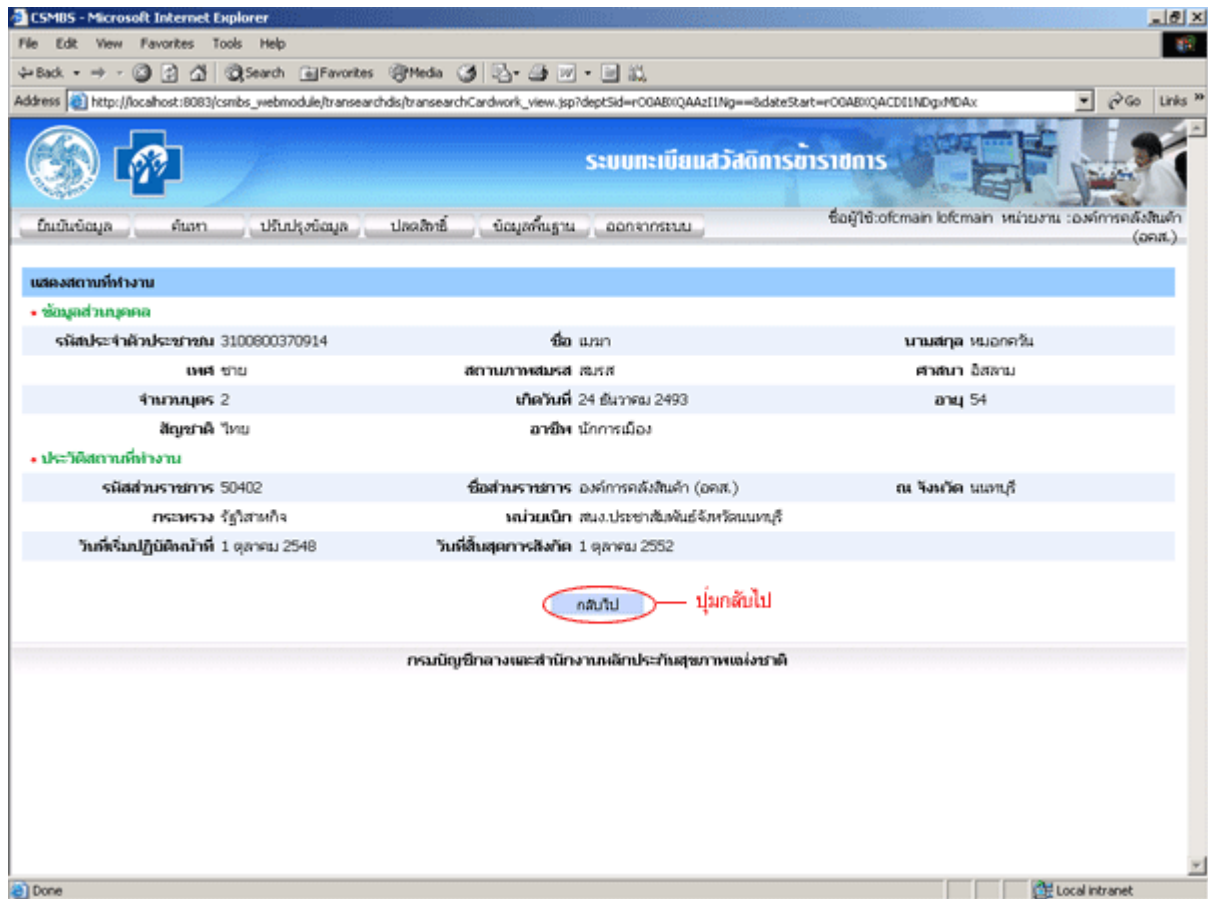 CSMBS - Microsoft Internet Explorer
File Edit View Favorites Tools Help
Back Search Favorites Media
Address http://localhost:8083/csmbs_webmodule/transearchdis/transearchCardwork_view.jsp?deptSid=rO0ABXQAAzI1Ng==&dateStart=rO0ABXQACDI1NDgxMDAx Go Links »
ระบบทะเบียนสวัสดิการข้าราชการ
ยืนยันข้อมูล ค้นหา ปรับปรุงข้อมูล ปลดสิทธิ์ ข้อมูลพื้นฐาน ออกจากระบบ ชื่อผู้ใช้:ofcmain lofcmain หน่วยงาน :องค์การคลังสินค้า
(อคส.)
แสดงสถานที่ทำงาน
ข้อมูลส่วนบุคคล
รหัสประจำตัวประชาชน 3100800370914 ชื่อ นามสกุล หมอกควัน
เพศ ชาย สถานภาพสมรส สมรส ศาสนา อิสลาม
จำนวนบุตร 2 เกิดวันที่ 24 ธันวาคม 2493 อายุ 54
สัญชาติ ไทย อาชีพ นักการเมือง
ประวัติสถานที่ทำงาน
รหัสส่วนราชการ 50402 ชื่อส่วนราชการ องค์การคลังสินค้า (อคส.) ณ จังหวัด นนทบุรี
กระทรวง รัฐวิสาหกิจ หน่วยเบิก สนง.ประชาสัมพันธ์จังหวัดนนทบุรี
วันที่เริ่มปฏิบัติหน้าที่ 1 ตุลาคม 2548 วันที่สิ้นสุดการสังกัด 1 ตุลาคม 2552
กลับไป ปุ่มกลับไป
กรมบัญชีกลางและสำนักงานหลักประกันสุขภาพแห่งชาติ
Done Local intranet